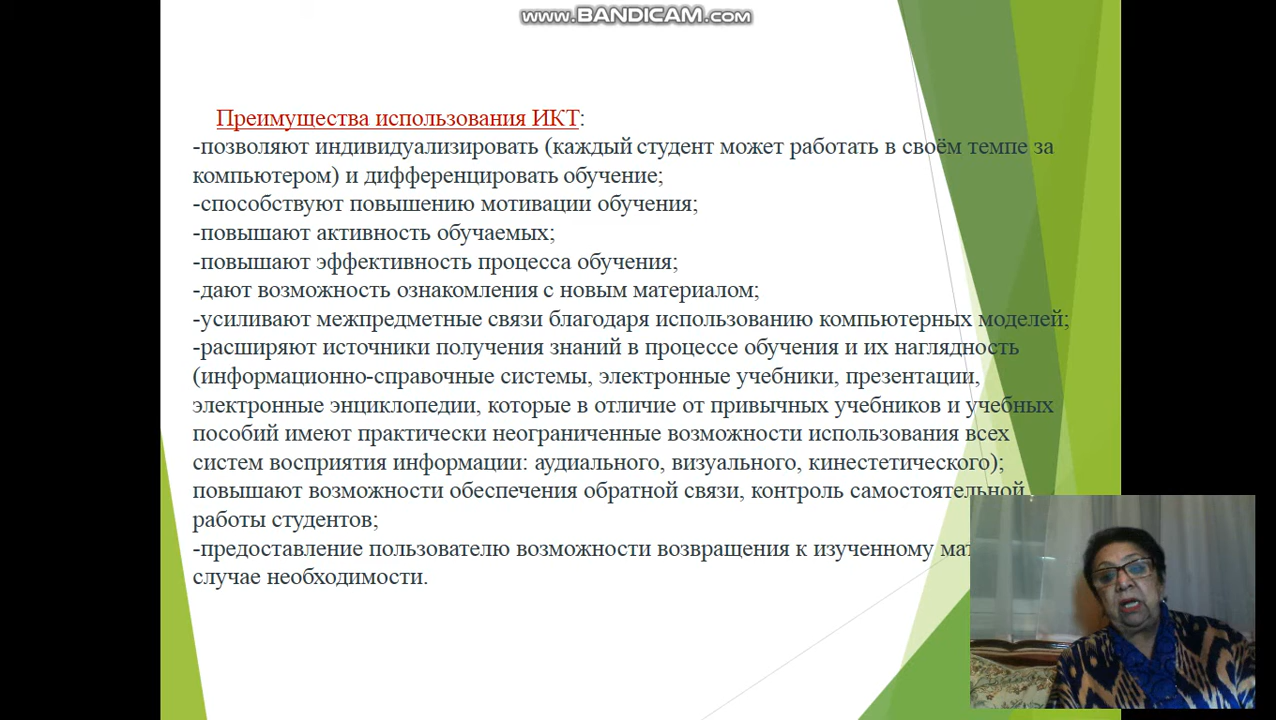 www.BANDICAM.com
Преимущества использования ИКТ:
-позволяют индивидуализировать (каждый студент может работать в своём темпе за
компьютером) и дифференцировать обучение;
-способствуют повышению мотивации обучения;
-повышают активность обучаемых;
-повышают эффективность процесса обучения;
-дают возможность ознакомления с новым материалом;
-усиливают межпредметные связи благодаря использованию компьютерных моделей;
-расширяют источники получения знаний в процессе обучения и их наглядность
(информационно-справочные системы, электронные учебники, презентации,
электронные энциклопедии, которые в отличие от привычных учебников и учебных
пособий имеют практически неограниченные возможности использования всех
систем восприятия информации: аудиального, визуального, кинестетического);
повышают возможности обеспечения обратной связи, контроль самостоятельной
работы студентов;
-предоставление пользователю возможности возвращения к изученному
случае необходимости.